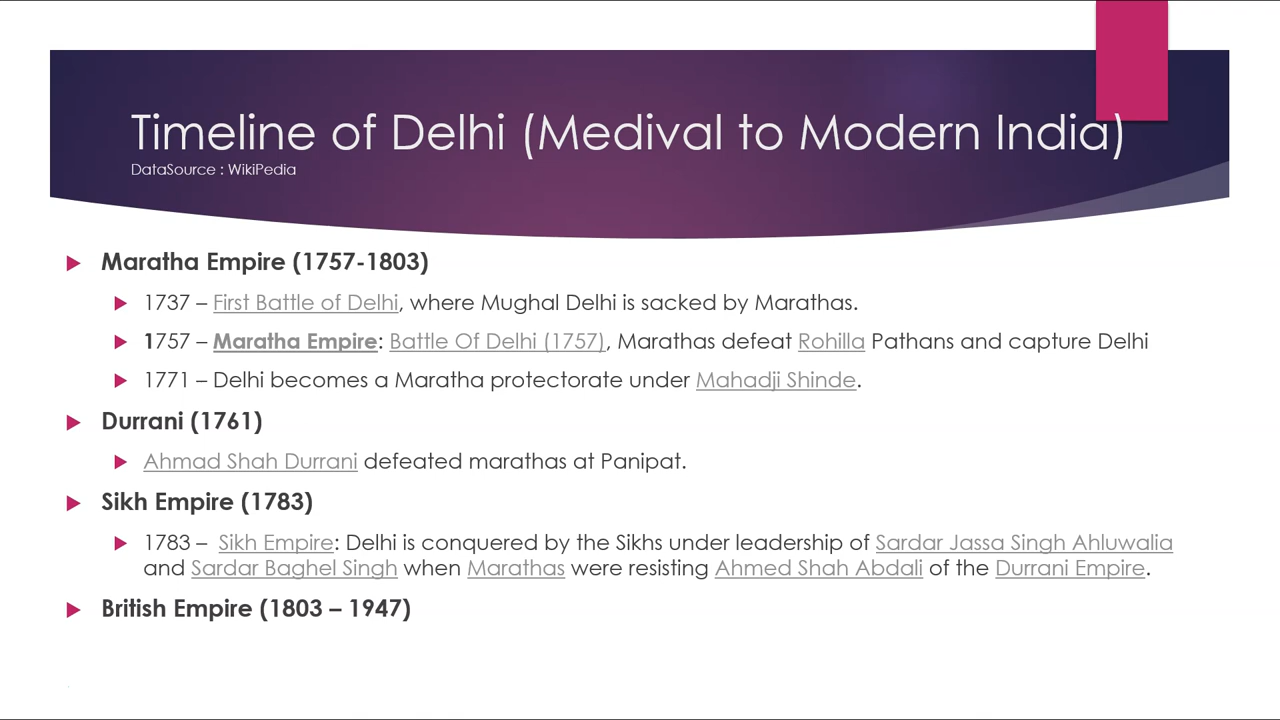 Timeline of Delhi (Medival to Modern India)
DataSource : WikiPedia
Maratha Empire (1757-1803)
1737 – First Battle of Delhi, where Mughal Delhi is sacked by Marathas.
1757 – Maratha Empire: Battle Of Delhi (1757), Marathas defeat Rohilla Pathans and capture Delhi
1771 – Delhi becomes a Maratha protectorate under Mahadji Shinde.
Durrani (1761)
Ahmad Shah Durrani defeated marathas at Panipat.
Sikh Empire (1783)
1783 – Sikh Empire: Delhi is conquered by the Sikhs under leadership of Sardar Jassa Singh Ahluwalia
and Sardar Baghel Singh when Marathas were resisting Ahmed Shah Abdali of the Durrani Empire.
British Empire (1803 – 1947)